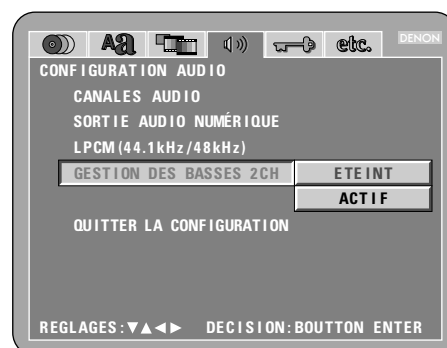 Aa etc. DENON
CONFIGURATION AUDIO
CANALES AUDIO
SORTIE AUDIO NUMÉRIQUE
LPCM (44.1kHz/48kHz)
GESTION DES BASSES 2CH ETEINT
ACTIF
QUITTER LA CONFIGURATION
REGLAGES:▼▲◄► DECISION:BOUTTON ENTER